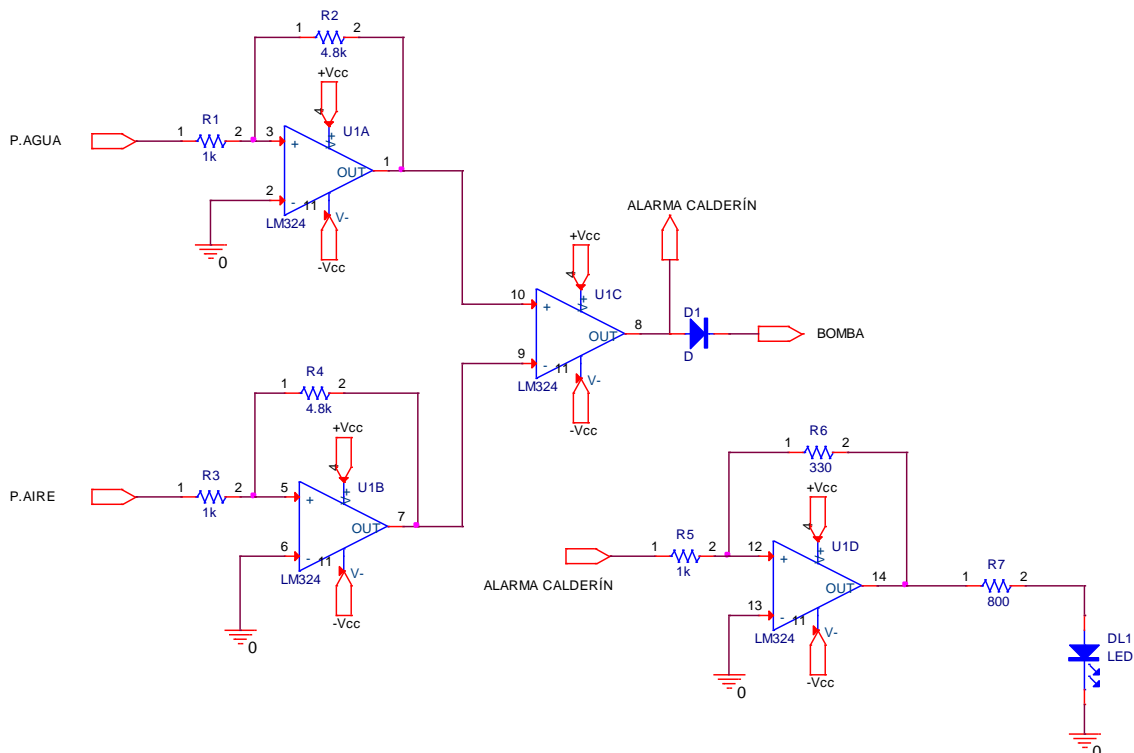 R2
1 2
4.8k
+Vcc
4
P.AGUA
R1
1 2
1k
3
+
V+
U1A
OUT
1
2
-
11
V-
LM324
0
-Vcc
ALARMA CALDERÍN
+Vcc
4
10
+
V+
U1C
OUT
8
D1
D
BOMBA
9
-
11
V-
LM324
-Vcc
R4
1 2
4.8k
+Vcc
4
P.AIRE
R3
1 2
1k
5
+
V+
U1B
OUT
7
6
-
11
V-
LM324
0
-Vcc
R6
1 2
330
+Vcc
4
ALARMA CALDERÍN
R5
1 2
1k
12
+
V+
U1D
OUT
14
R7
1 2
800
13
-
11
V-
LM324
0
-Vcc
DL1
LED
0